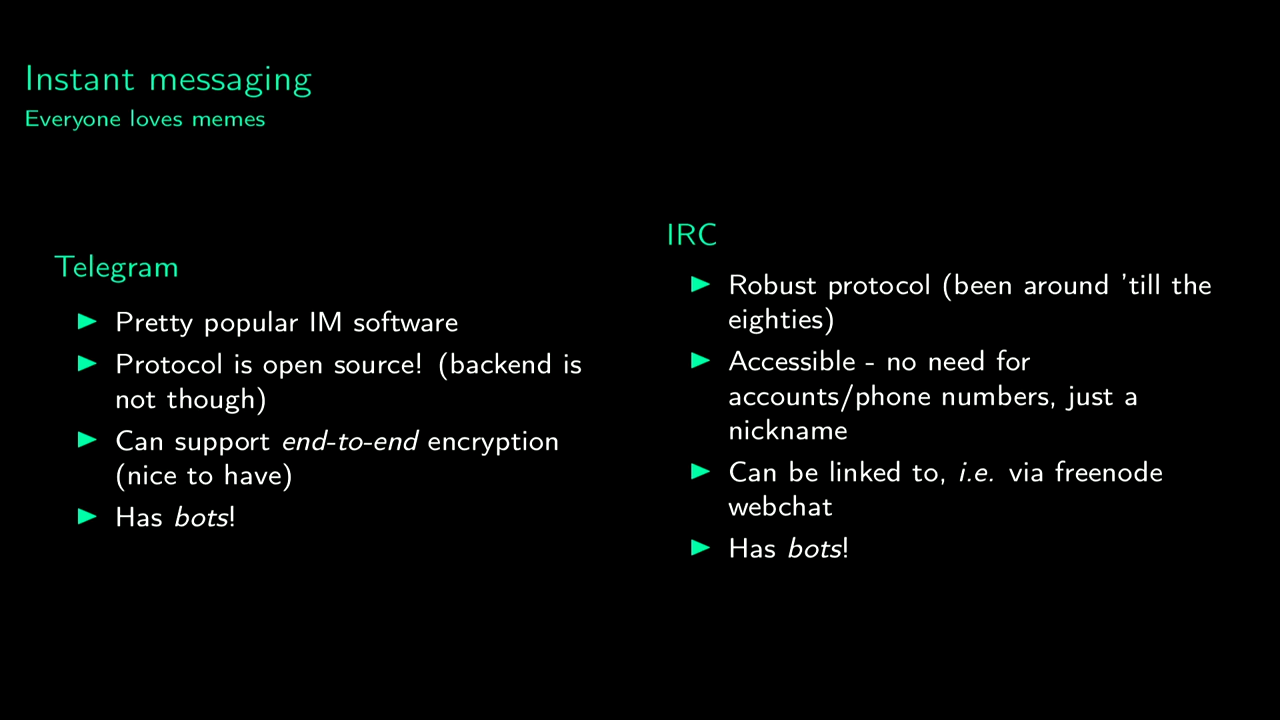 Instant messaging
Everyone loves memes
Telegram
Pretty popular IM software
Protocol is open source! (backend is
not though)
Can support end-to-end encryption
(nice to have)
Has bots!
IRC
Robust protocol (been around 'till the
eighties)
Accessible - no need for
accounts/phone numbers, just a
nickname
Can be linked to, i.e. via freenode
webchat
Has bots!